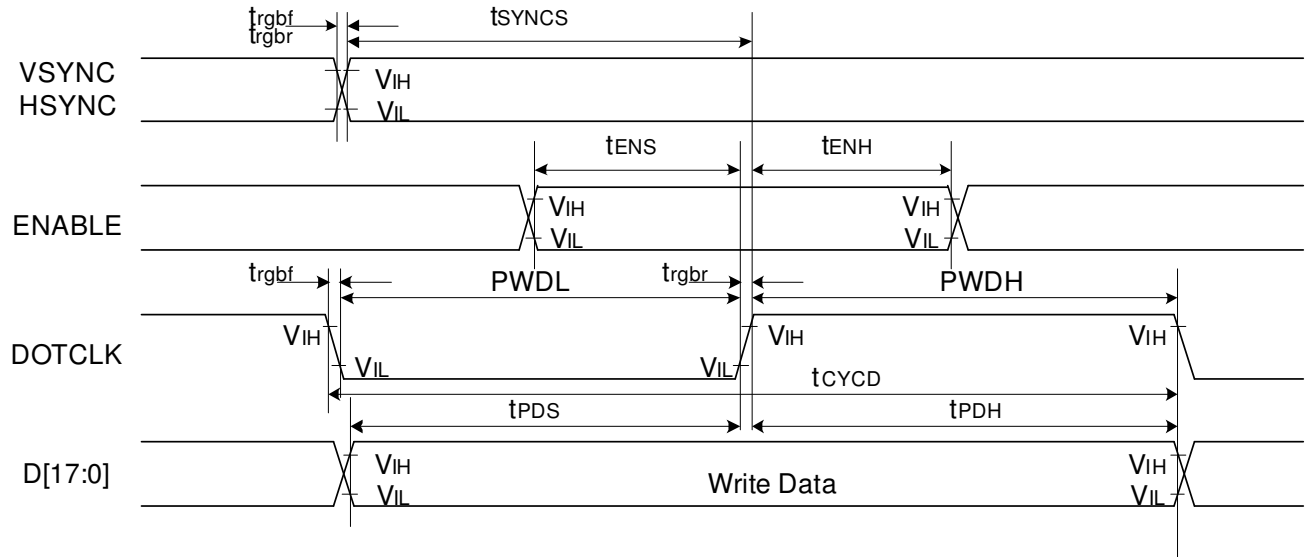 trgbf
trgbr
tSYNCS
VSYNC
HSYNC
VIH
VIL
tENS
tENH
ENABLE
VIH
VIL
VIH
VIL
trgbf
PWDL
trgbr
PWDH
DOTCLK
VIH
VIL
VIL
VIH
VIH
tCYCD
tPDS
tPDH
D[17:0]
VIH
VIL
Write Data
VIH
VIL